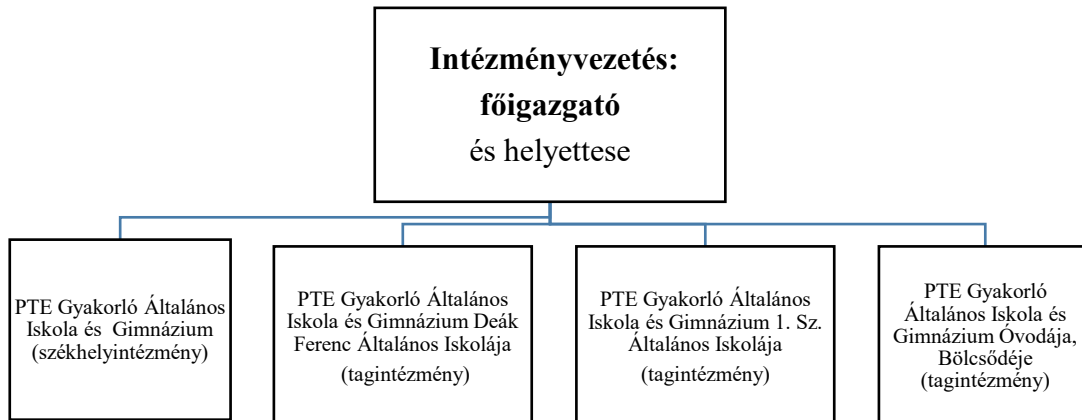 Intézményvezetés:
főigazgató
és helyettese
PTE Gyakorló Általános
Iskola és Gimnázium
(székhelyintézmény)
PTE Gyakorló Általános
Iskola és Gimnázium Deák
Ferenc Általános Iskolája
(tagintézmény)
PTE Gyakorló Általános
Iskola és Gimnázium 1. Sz.
Általános Iskolája
(tagintézmény)
PTE Gyakorló
Általános Iskola és
Gimnázium Óvodája,
Bölcsődéje
(tagintézmény)